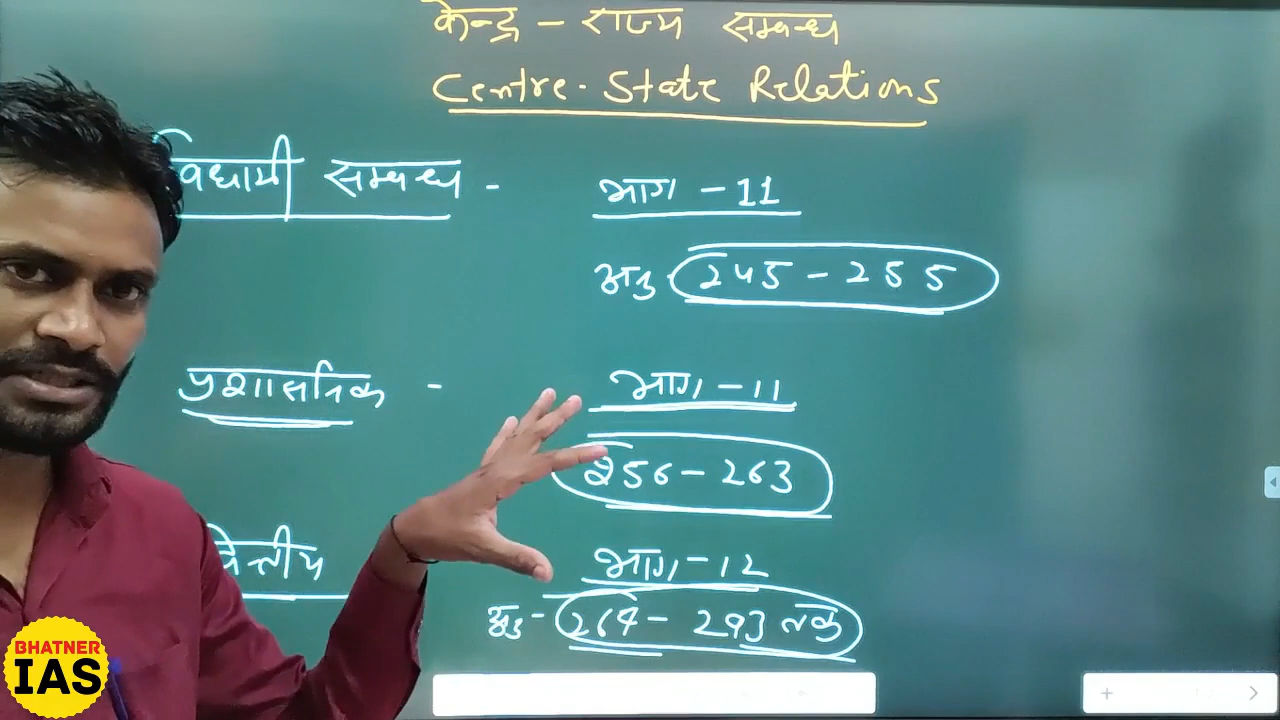 केन्द्र - राज्य सम्बन्ध
Centre-State Relations
विधायी सम्बन्ध - भाग - 11
अनु. 245 - 255
प्रशासनिक - भाग - 11
256 - 263
वित्तीय भाग - 12
अनु - 264 - 293 तक
BHATNER
IAS